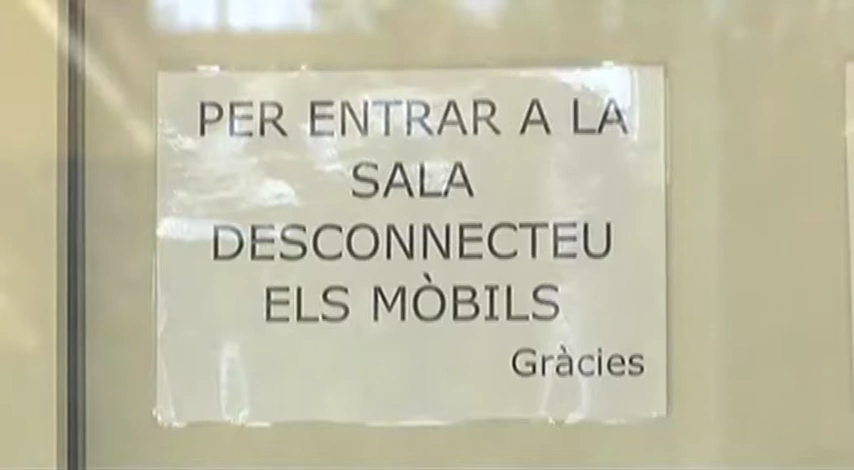 PER ENTRAR A LA
SALA
DESCONNECTEU
ELS MÒBILS
Gràcies